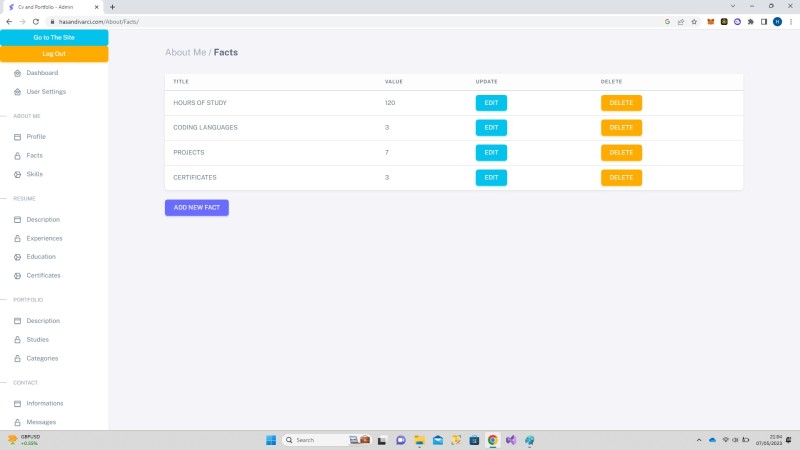 Cv and Portfolio - Admin
hasandivarci.com/About/Facts/
Go to The Site
Log Out
Dashboard
User Settings
ABOUT ME
Profile
Facts
Skills
RESUME
Description
Experiences
Education
Certificates
PORTFOLIO
Description
Studies
Categories
CONTACT
Informations
Messages
About Me / Facts
TITLE VALUE UPDATE DELETE
HOURS OF STUDY 120 EDIT DELETE
CODING LANGUAGES 3 EDIT DELETE
PROJECTS 7 EDIT DELETE
CERTIFICATES 3 EDIT DELETE
ADD NEW FACT
GBPUSD
+0.55%
Search
07/05/2023